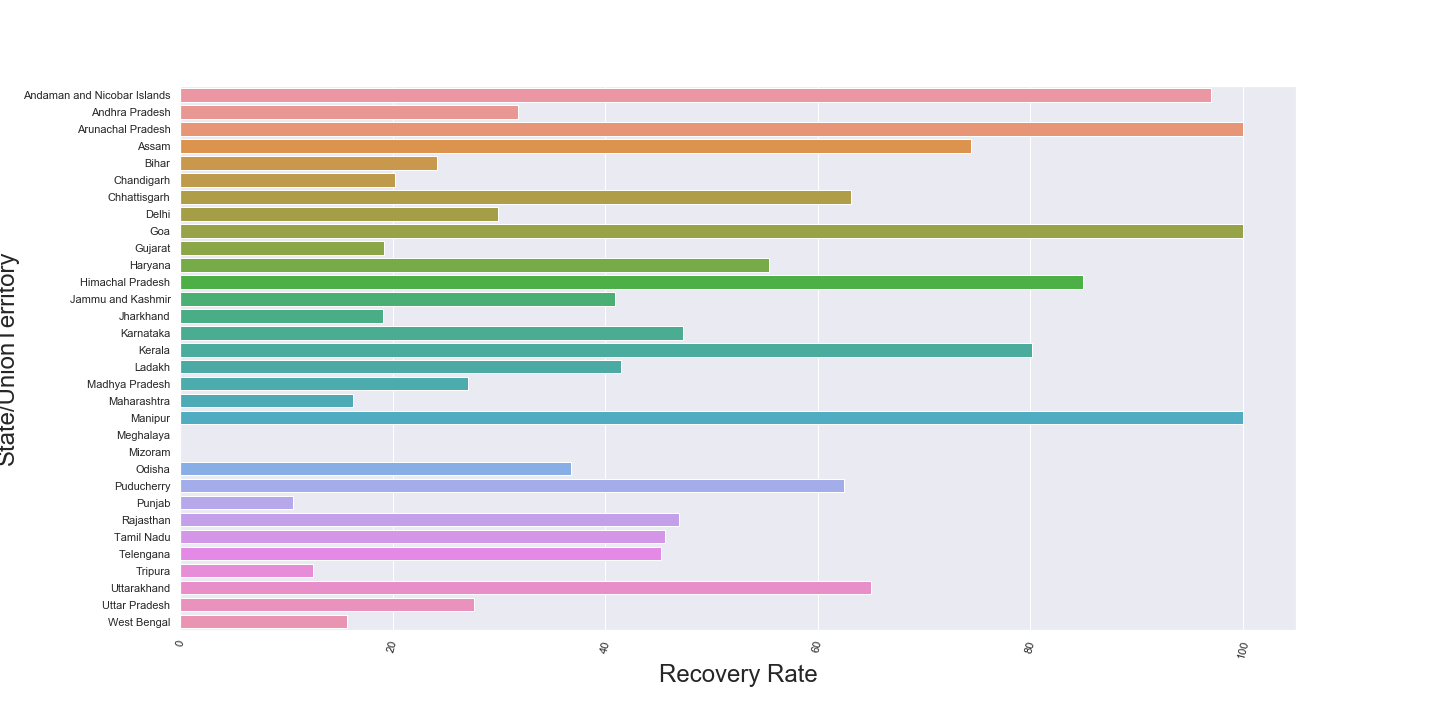 Andaman and Nicobar Islands
Andhra Pradesh
Arunachal Pradesh
Assam
Bihar
Chandigarh
Chhattisgarh
Delhi
Goa
Gujarat
Haryana
Himachal Pradesh
Jammu and Kashmir
Jharkhand
Karnataka
Kerala
Ladakh
Madhya Pradesh
Maharashtra
Manipur
Meghalaya
Mizoram
Odisha
Puducherry
Punjab
Rajasthan
Tamil Nadu
Telengana
Tripura
Uttarakhand
Uttar Pradesh
West Bengal
State/UnionTerritory
0 20 40 60 80 100
Recovery Rate